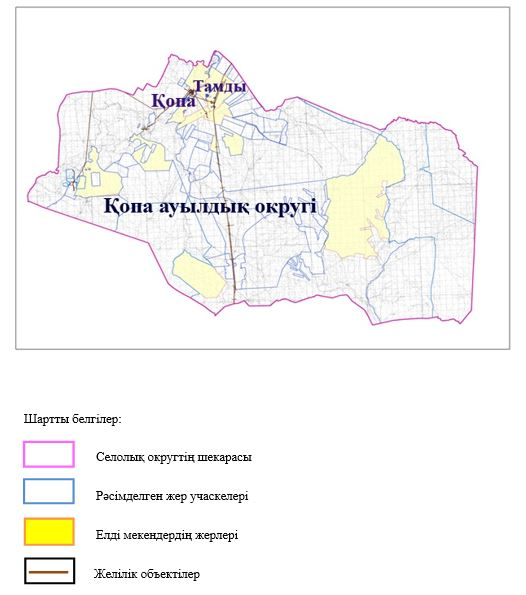 Тамды
Қопа
Қопа ауылдық округі
Шартты белгілер:
Селолық округтің шекарасы
Рәсімделген жер учаскелері
Елді мекендердің жерлері
Желілік объектілер